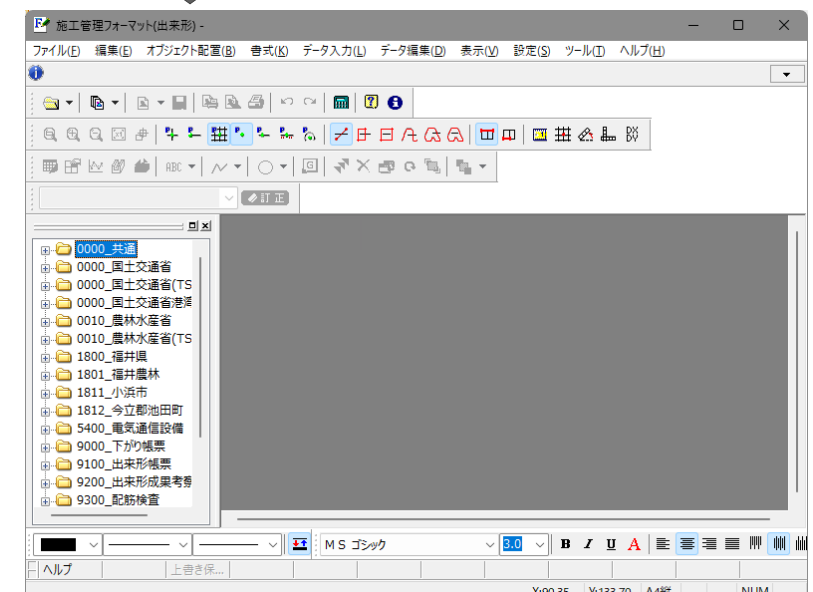 施工管理フォーマット(出来形) -
ファイル(F) 編集(E) オブジェクト配置(B) 書式(K) データ入力(L) データ編集(D) 表示(V) 設定(S) ツール(T) ヘルプ(H)
ABC
訂正
0000_共通
0000_国土交通省
0000_国土交通省(TS
0000_国土交通省港湾
0010_農林水産省
0010_農林水産省(TS
1800_福井県
1801_福井農林
1811_小浜市
1812_今立郡池田町
5400_電気通信設備
9000_下がり帳票
9100_出来形帳票
9200_出来形成果考察
9300_配筋検査
ＭＳ ゴシック 3.0 B I U A
ヘルプ 上書き保...
X:90.35 Y:133.70 A4縦 NUM